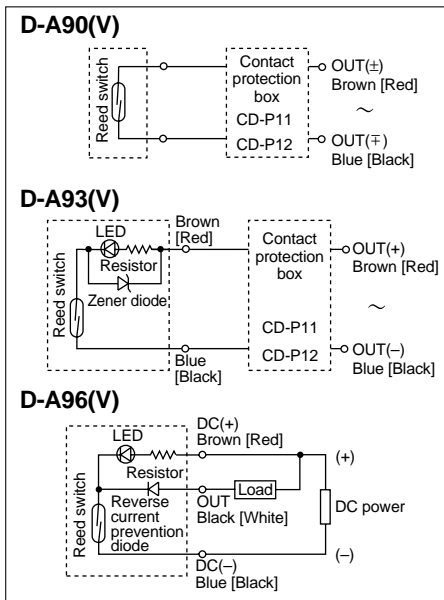 D-A90(V)
Reed switch
Contact
protection
box
CD-P11
CD-P12
OUT(±)
Brown [Red]
~
OUT(∓)
Blue [Black]
D-A93(V)
LED
Resistor
Zener diode
Reed switch
Brown
[Red]
Blue
[Black]
Contact
protection
box
CD-P11
CD-P12
OUT(+)
Brown [Red]
~
OUT(–)
Blue [Black]
D-A96(V)
LED
Resistor
Reed switch
Reverse
current
prevention
diode
DC(+)
Brown [Red]
Load
OUT
Black [White]
DC(–)
Blue [Black]
(+)
DC power
(–)